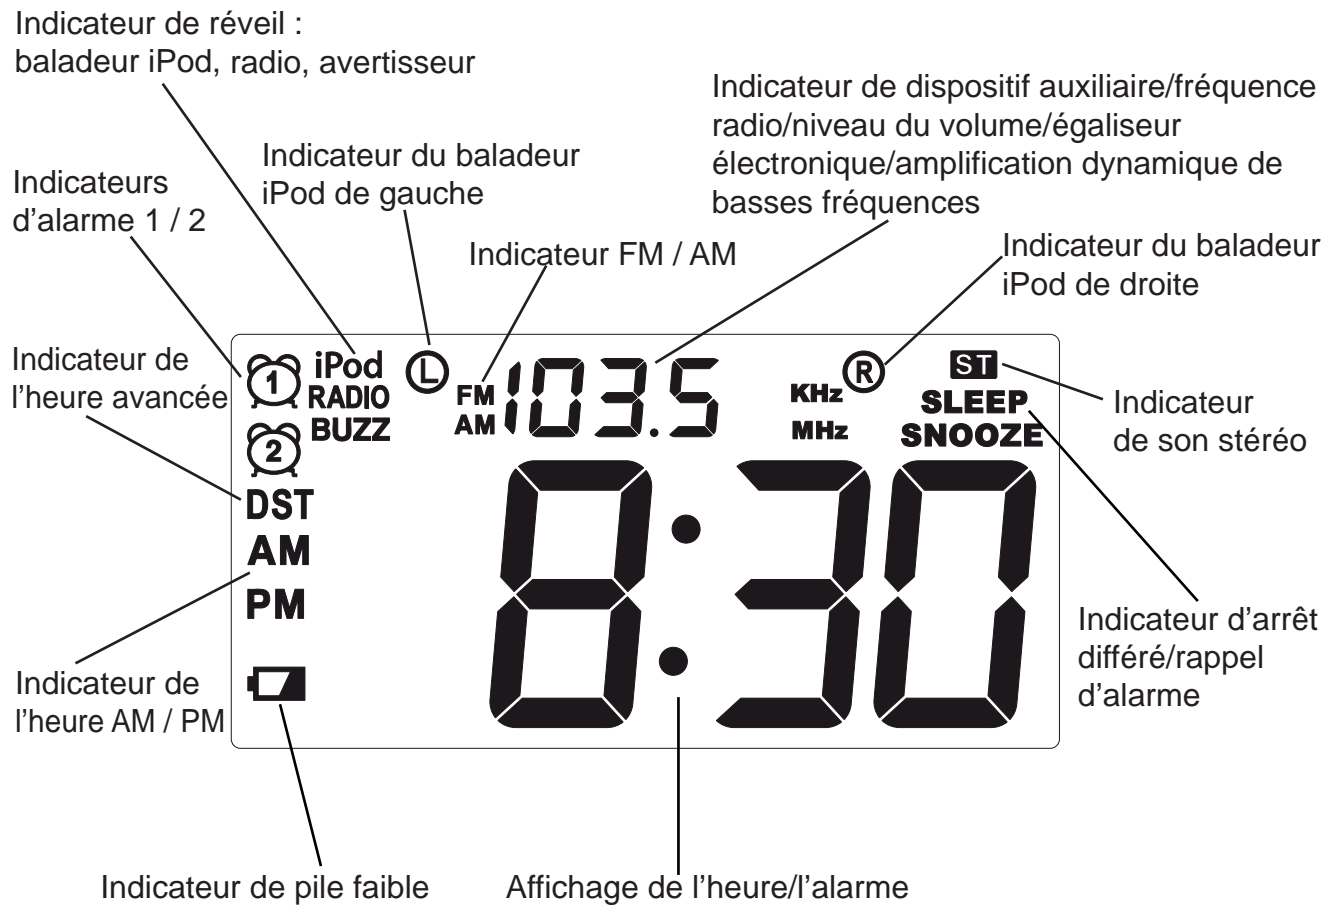 Indicateur de réveil :
baladeur iPod, radio, avertisseur
Indicateur de dispositif auxiliaire/fréquence
radio/niveau du volume/égaliseur
électronique/amplification dynamique de
basses fréquences
Indicateur du baladeur
iPod de gauche
Indicateurs
d'alarme 1 / 2
Indicateur FM / AM
Indicateur du baladeur
iPod de droite
Indicateur de
l'heure avancée
1
iPod
RADIO
BUZZ
L
FM
AM
103.5
KHz
MHz
R
ST
SLEEP
SNOOZE
Indicateur
de son stéréo
2
DST
AM
PM
8:30
Indicateur d'arrêt
différé/rappel
d'alarme
Indicateur de
l'heure AM / PM
Indicateur de pile faible
Affichage de l'heure/l'alarme